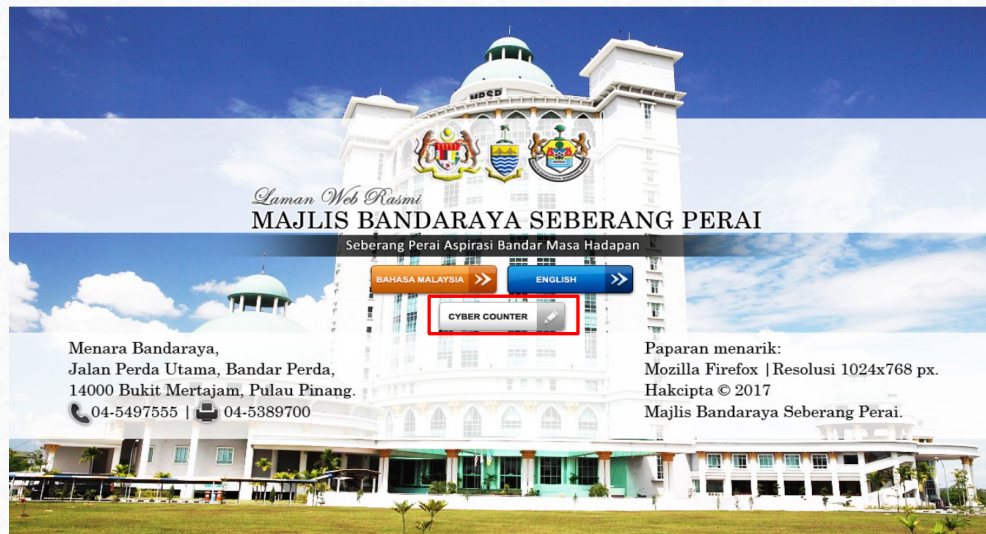 MPSP
Laman Web Rasmi
MAJLIS BANDARAYA SEBERANG PERAI
Seberang Perai Aspirasi Bandar Masa Hadapan
BAHASA MALAYSIA
ENGLISH
CYBER COUNTER
Menara Bandaraya,
Jalan Perda Utama, Bandar Perda,
14000 Bukit Mertajam, Pulau Pinang.
04-5497555 | 04-5389700
Paparan menarik:
Mozilla Firefox |Resolusi 1024x768 px.
Hakcipta © 2017
Majlis Bandaraya Seberang Perai.